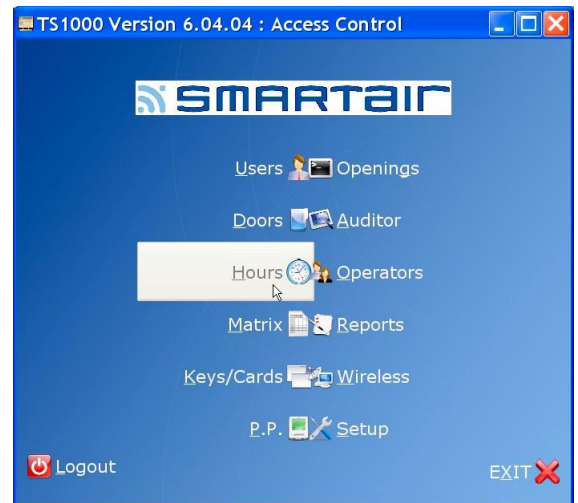 TS1000 Version 6.04.04 : Access Control
SMARTair
Users Openings
Doors Auditor
Hours Operators
Matrix Reports
Keys/Cards Wireless
P.P. Setup
Logout
EXIT